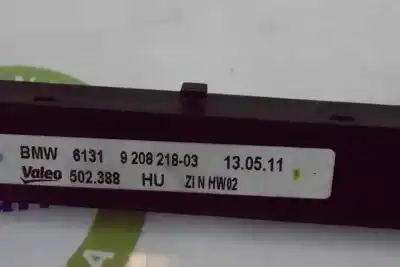 BMW 6131 9 208 218-03 13.05.11
Valeo 502.388 HU ZI N HW02